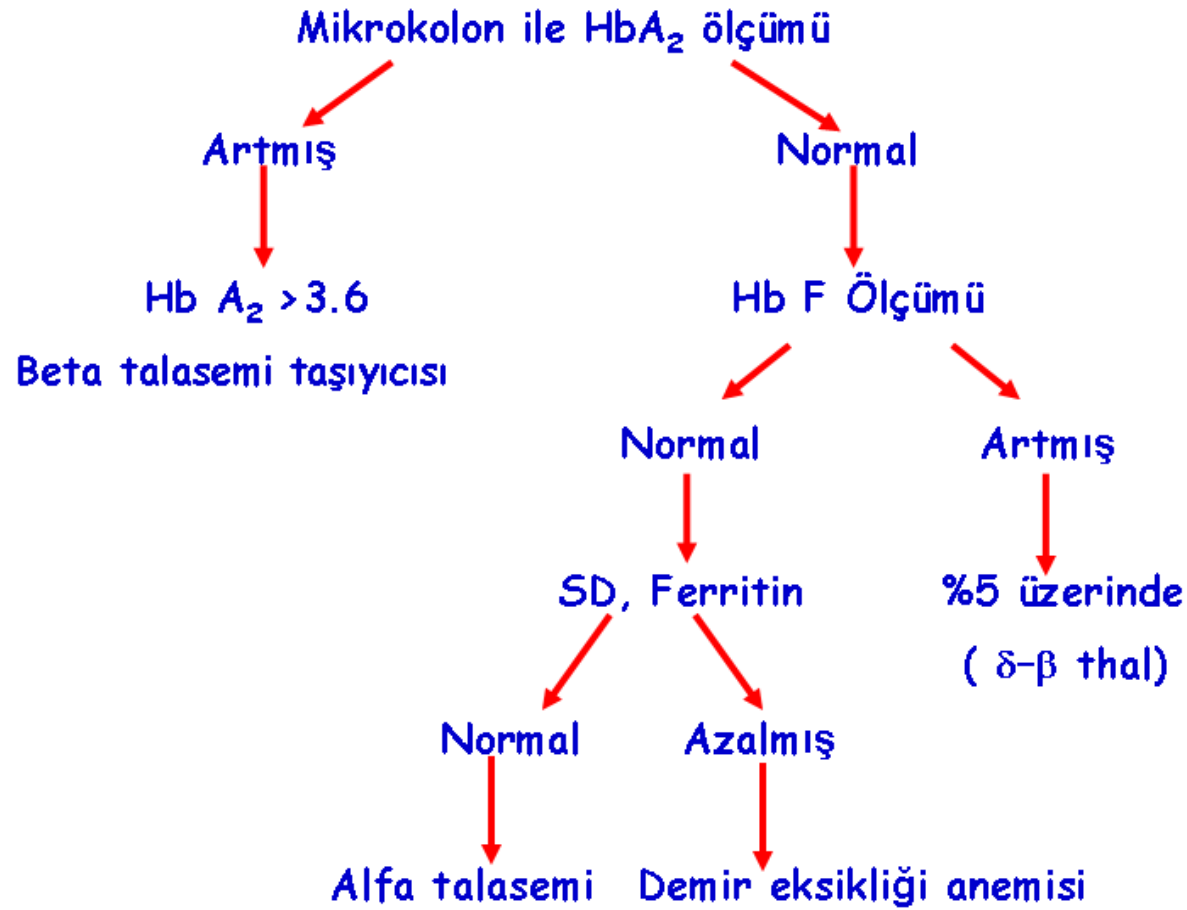 Mikrokolon ile HbA₂ ölçümü
Artmış
Normal
Hb A₂ >3.6
Hb F Ölçümü
Beta talasemi taşıyıcısı
Normal
Artmış
SD, Ferritin
%5 üzerinde
( δ-β thal)
Normal
Azalmış
Alfa talasemi
Demir eksikliği anemisi